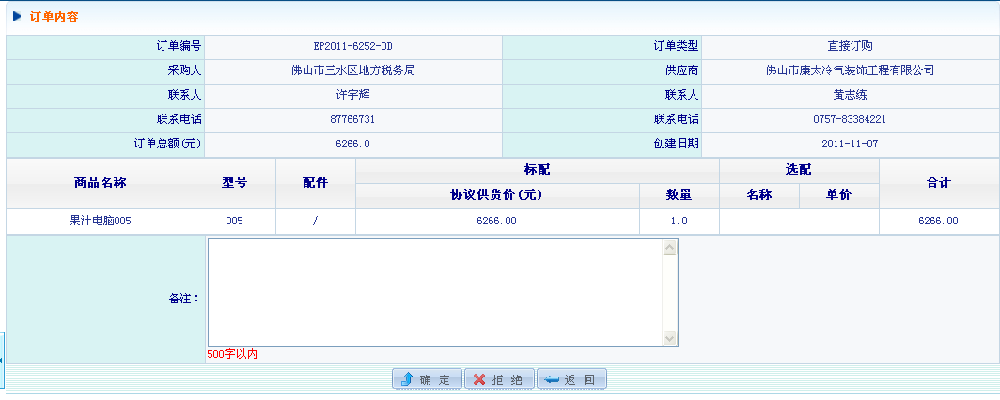 订单内容
订单编号 EP2011-6252-DD 订单类型 直接订购
采购人 佛山市三水区地方税务局 供应商 佛山市康太冷气装饰工程有限公司
联系人 许宇辉 联系人 黄志练
联系电话 87766731 联系电话 0757-83384221
订单总额(元) 6266.0 创建日期 2011-11-07
商品名称 型号 配件 标配 选配 合计
协议供货价(元) 数量 名称 单价
果汁电脑005 005 / 6266.00 1.0 6266.00
备注：
500字以内
确 定 拒 绝 返 回